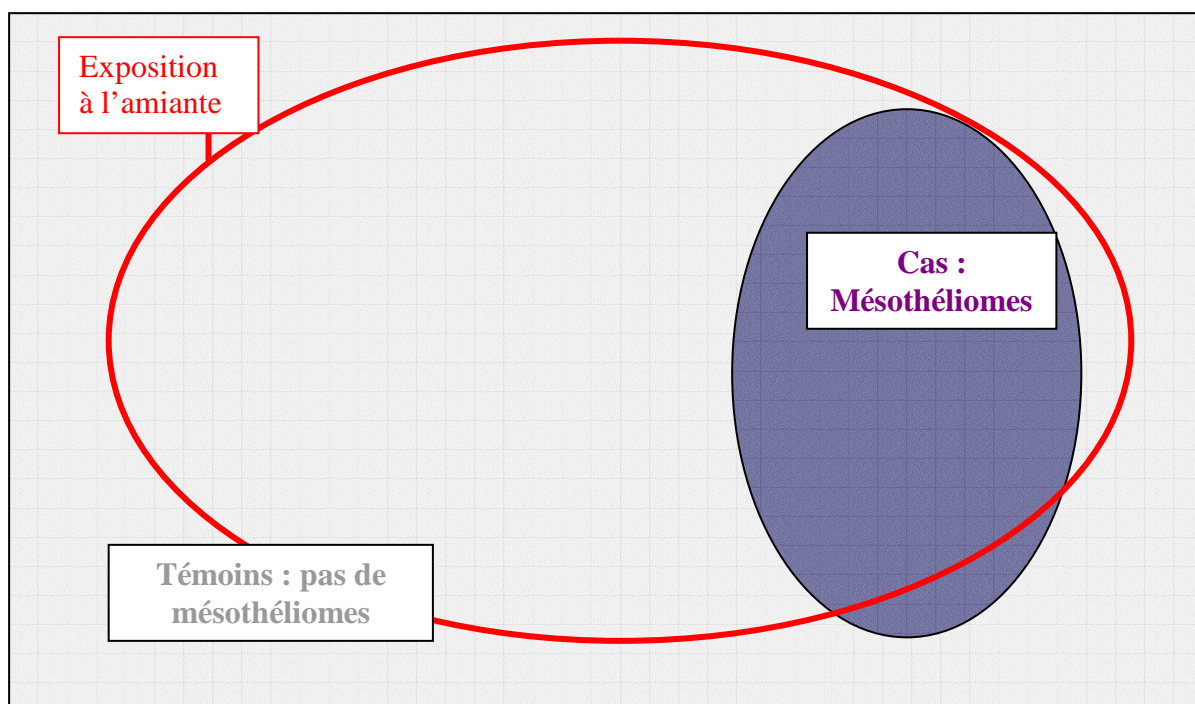 Exposition
à l’amiante
Cas :
Mésothéliomes
Témoins : pas de
mésothéliomes